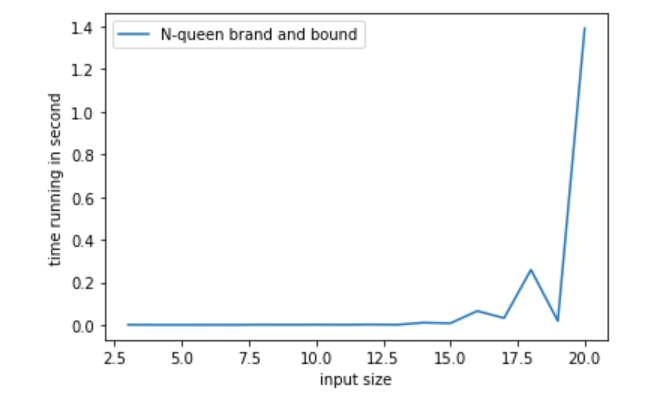 N-queen brand and bound
1.4
1.2
1.0
0.8
0.6
0.4
0.2
0.0
time running in second
2.5 5.0 7.5 10.0 12.5 15.0 17.5 20.0
input size